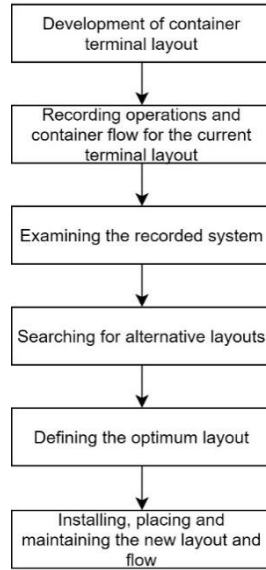 Development of container
terminal layout
Recording operations and
container flow for the current
terminal layout
Examining the recorded system
Searching for alternative layouts
Defining the optimum layout
Installing, placing and
maintaining the new layout and
flow